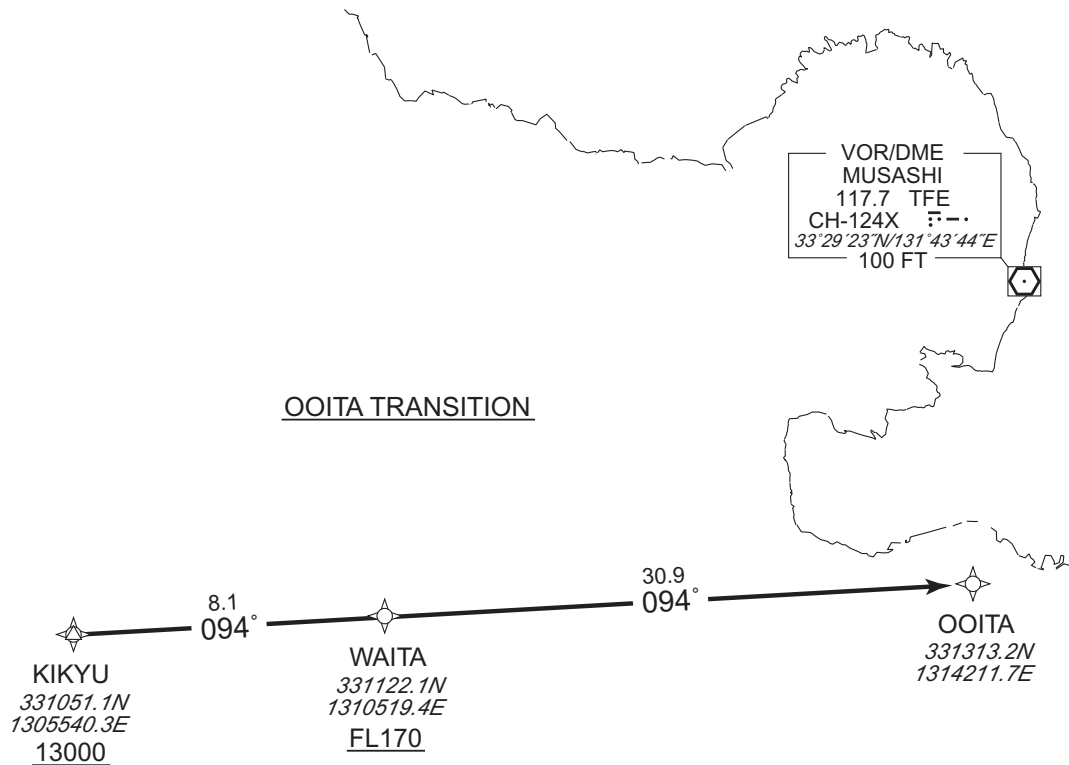 VOR/DME
MUSASHI
117.7 TFE
CH-124X
33°29′23″N/131°43′44″E
100 FT
OOITA TRANSITION
8.1
094°
30.9
094°
KIKYU
331051.1N
1305540.3E
13000
WAITA
331122.1N
1310519.4E
FL170
OOITA
331313.2N
1314211.7E